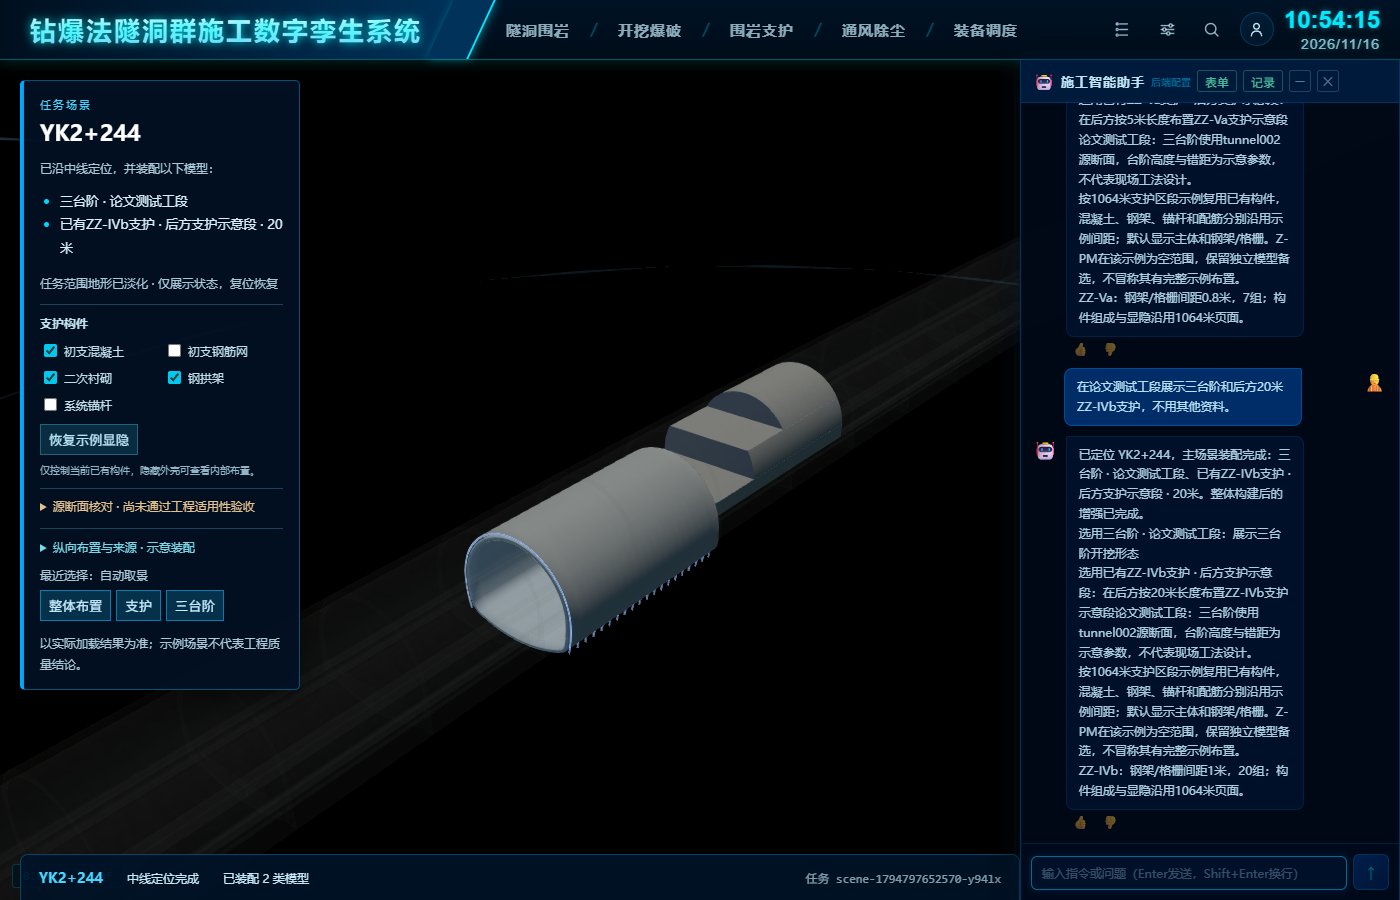 钻爆法隧洞群施工数字孪生系统
隧洞围岩 / 开挖爆破 / 围岩支护 / 通风除尘 / 装备调度
10:54:15
2026/11/16
任务场景
YK2+244
已沿中线定位，并装配以下模型：
三台阶 · 论文测试工段
已有ZZ-IVb支护 · 后方支护示意段 · 20
米
任务范围地形已淡化 · 仅展示状态，复位恢复
支护构件
初支混凝土
初支钢筋网
二次衬砌
钢拱架
系统锚杆
恢复示例显隐
仅控制当前已有构件，隐藏外壳可查看内部布置。
源断面核对 · 尚未通过工程适用性验收
纵向布置与来源 · 示意装配
最近选择：自动取景
整体布置
支护
三台阶
以实际加载结果为准；示例场景不代表工程质
量结论。
施工智能助手 后端配置 表单 记录
在后方按5米长度布置ZZ-Va支护示意段
论文测试工段：三台阶使用tunnel002
源断面，台阶高度与错距为示意参数，
不代表现场工法设计。
按1064米支护区段示例复用已有构件，
混凝土、钢架、锚杆和配筋分别沿用示
例间距；默认显示主体和钢架/格栅。Z-
PM在该示例为空范围，保留独立模型备
选，不冒称其有完整示例布置。
ZZ-Va：钢架/格栅间距0.8米，7组；构
件组成与显隐沿用1064米页面。
在论文测试工段展示三台阶和后方20米
ZZ-IVb支护，不用其他资料。
已定位 YK2+244，主场景装配完成：三
台阶 · 论文测试工段、已有ZZ-IVb支护 ·
后方支护示意段 · 20米。整体构建后的
增强已完成。
选用三台阶 · 论文测试工段：展示三台
阶开挖形态
选用已有ZZ-IVb支护 · 后方支护示意
段：在后方按20米长度布置ZZ-IVb支护
示意段论文测试工段：三台阶使用
tunnel002源断面，台阶高度与错距为
示意参数，不代表现场工法设计。
按1064米支护区段示例复用已有构件，
混凝土、钢架、锚杆和配筋分别沿用示
例间距；默认显示主体和钢架/格栅。Z-
PM在该示例为空范围，保留独立模型备
选，不冒称其有完整示例布置。
ZZ-IVb：钢架/格栅间距1米，20组；构
件组成与显隐沿用1064米页面。
输入指令或问题（Enter发送，Shift+Enter换行）
YK2+244 中线定位完成 已装配 2 类模型
任务 scene-1794797652570-y941x